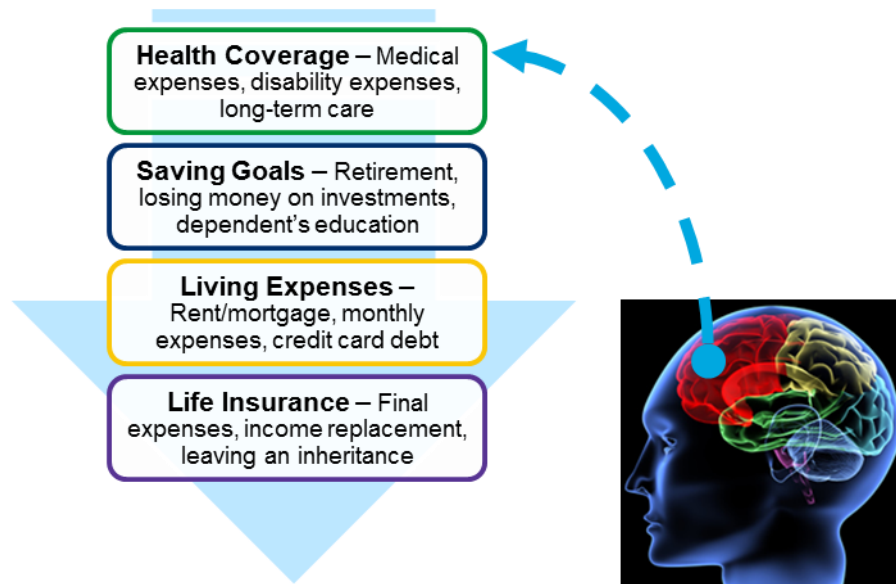 Health Coverage – Medical
expenses, disability expenses,
long-term care
Saving Goals – Retirement,
losing money on investments,
dependent’s education
Living Expenses –
Rent/mortgage, monthly
expenses, credit card debt
Life Insurance – Final
expenses, income replacement,
leaving an inheritance